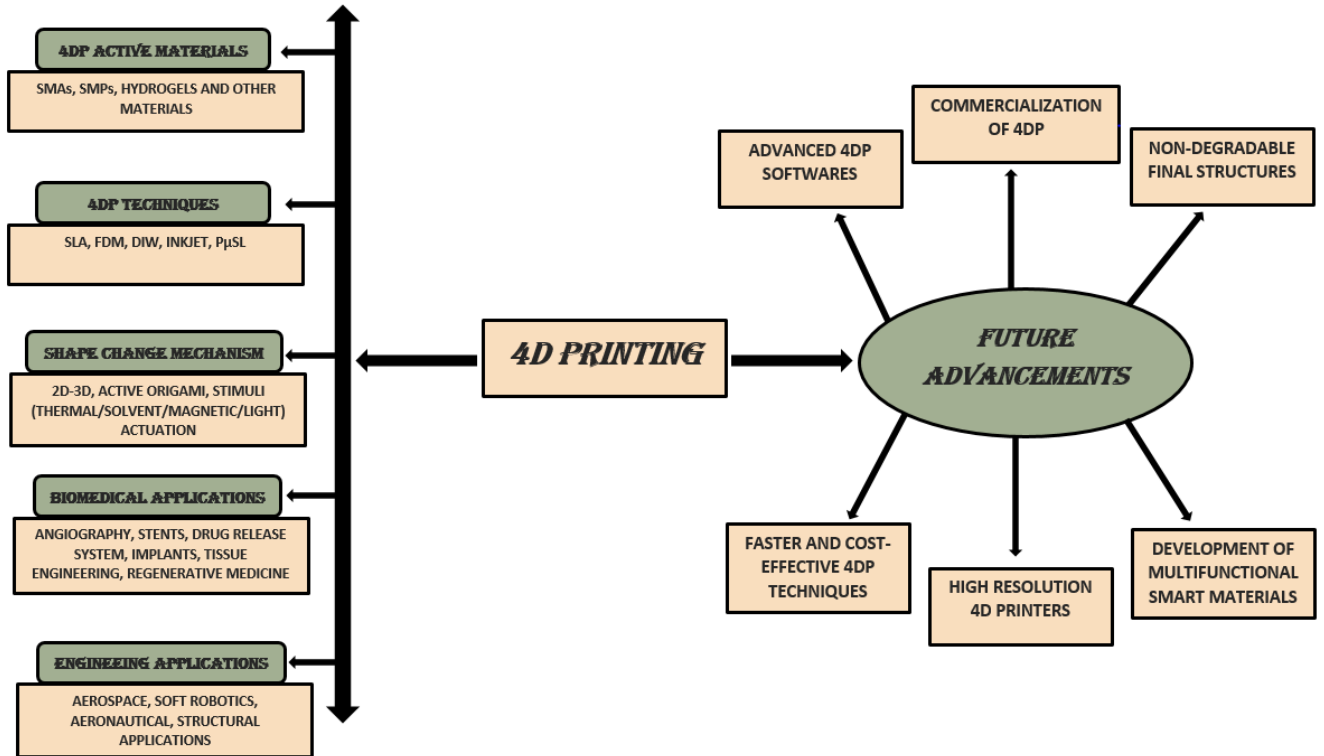 4DP ACTIVE MATERIALS
SMAs, SMPs, HYDROGELS AND OTHER
MATERIALS
4DP TECHNIQUES
SLA, FDM, DIW, INKJET, PµSL
SHAPE CHANGE MECHANISM
2D-3D, ACTIVE ORIGAMI, STIMULI
(THERMAL/SOLVENT/MAGNETIC/LIGHT)
ACTUATION
BIOMEDICAL APPLICATIONS
ANGIOGRAPHY, STENTS, DRUG RELEASE
SYSTEM, IMPLANTS, TISSUE
ENGINEERING, REGENERATIVE MEDICINE
ENGINEEING APPLICATIONS
AEROSPACE, SOFT ROBOTICS,
AERONAUTICAL, STRUCTURAL
APPLICATIONS
4D PRINTING
FUTURE
ADVANCEMENTS
ADVANCED 4DP
SOFTWARES
COMMERCIALIZATION
OF 4DP
NON-DEGRADABLE
FINAL STRUCTURES
FASTER AND COST-
EFFECTIVE 4DP
TECHNIQUES
HIGH RESOLUTION
4D PRINTERS
DEVELOPMENT OF
MULTIFUNCTIONAL
SMART MATERIALS